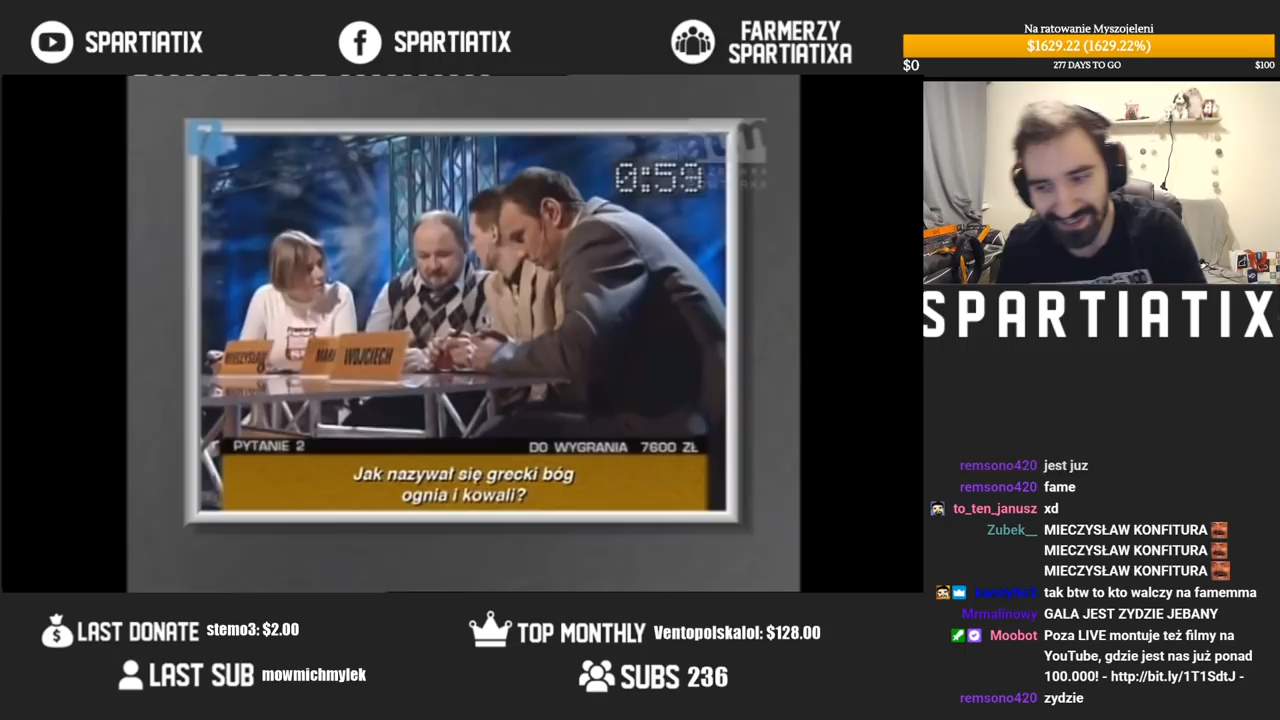 SPARTIATIX
SPARTIATIX
FARMERZY
SPARTIATIXA
Na ratowanie Myszojeleni
$1629.22 (1629.22%)
$0
277 DAYS TO GO
$100
0:59
WOJCIECH
PYTANIE 2
DO WYGRANIA 7600 ZŁ
Jak nazywał się grecki bóg
ognia i kowali?
SPARTIATIX
remsono420 jest juz
remsono420 fame
to_ten_janusz xd
Zubek__ MIECZYSŁAW KONFITURA
MIECZYSŁAW KONFITURA
MIECZYSŁAW KONFITURA
tak btw to kto walczy na famemma
Mrmalinowy GALA JEST ZYDZIE JEBANY
Moobot Poza LIVE montuje też filmy na
YouTube, gdzie jest nas już ponad
100.000! - http://bit.ly/1T1SdtJ -
remsono420 zydzie
LAST DONATE stemo3: $2.00
TOP MONTHLY Ventopolskalol: $128.00
LAST SUB mowmichmylek
SUBS 236